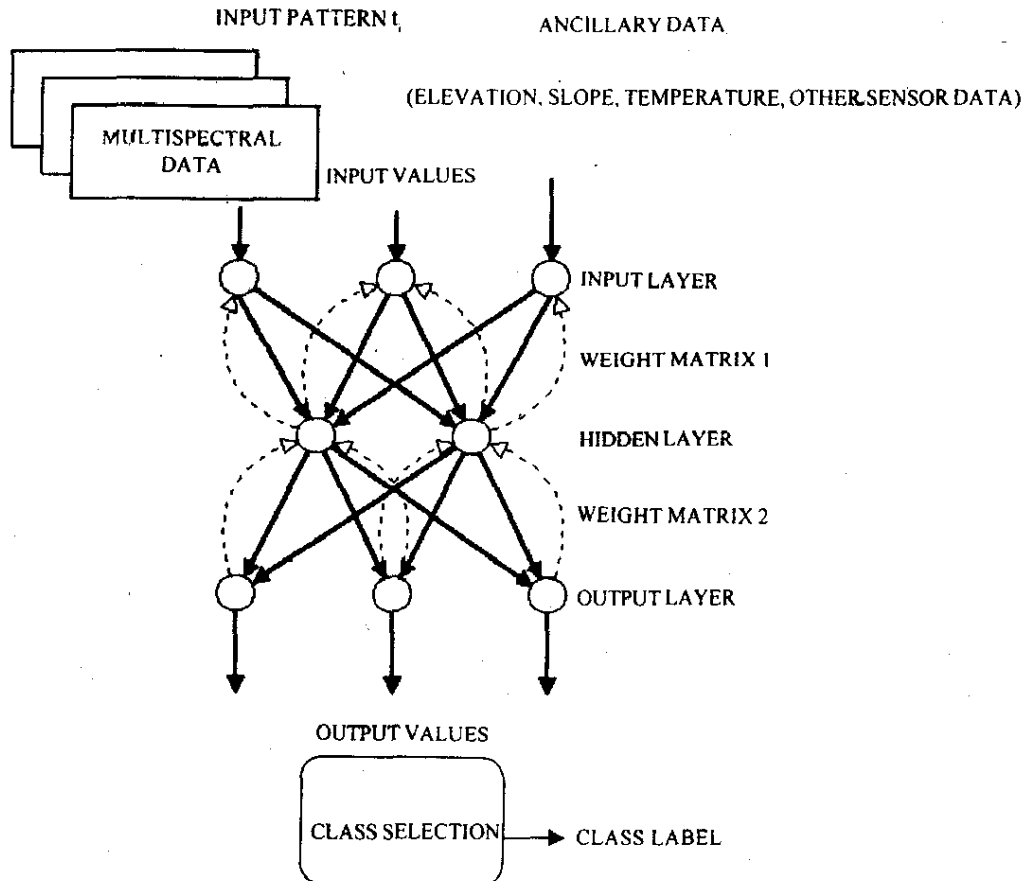 INPUT PATTERN t_i
ANCILLARY DATA
(ELEVATION, SLOPE, TEMPERATURE, OTHER SENSOR DATA)
MULTISPECTRAL
DATA
INPUT VALUES
INPUT LAYER
WEIGHT MATRIX 1
HIDDEN LAYER
WEIGHT MATRIX 2
OUTPUT LAYER
OUTPUT VALUES
CLASS SELECTION
CLASS LABEL